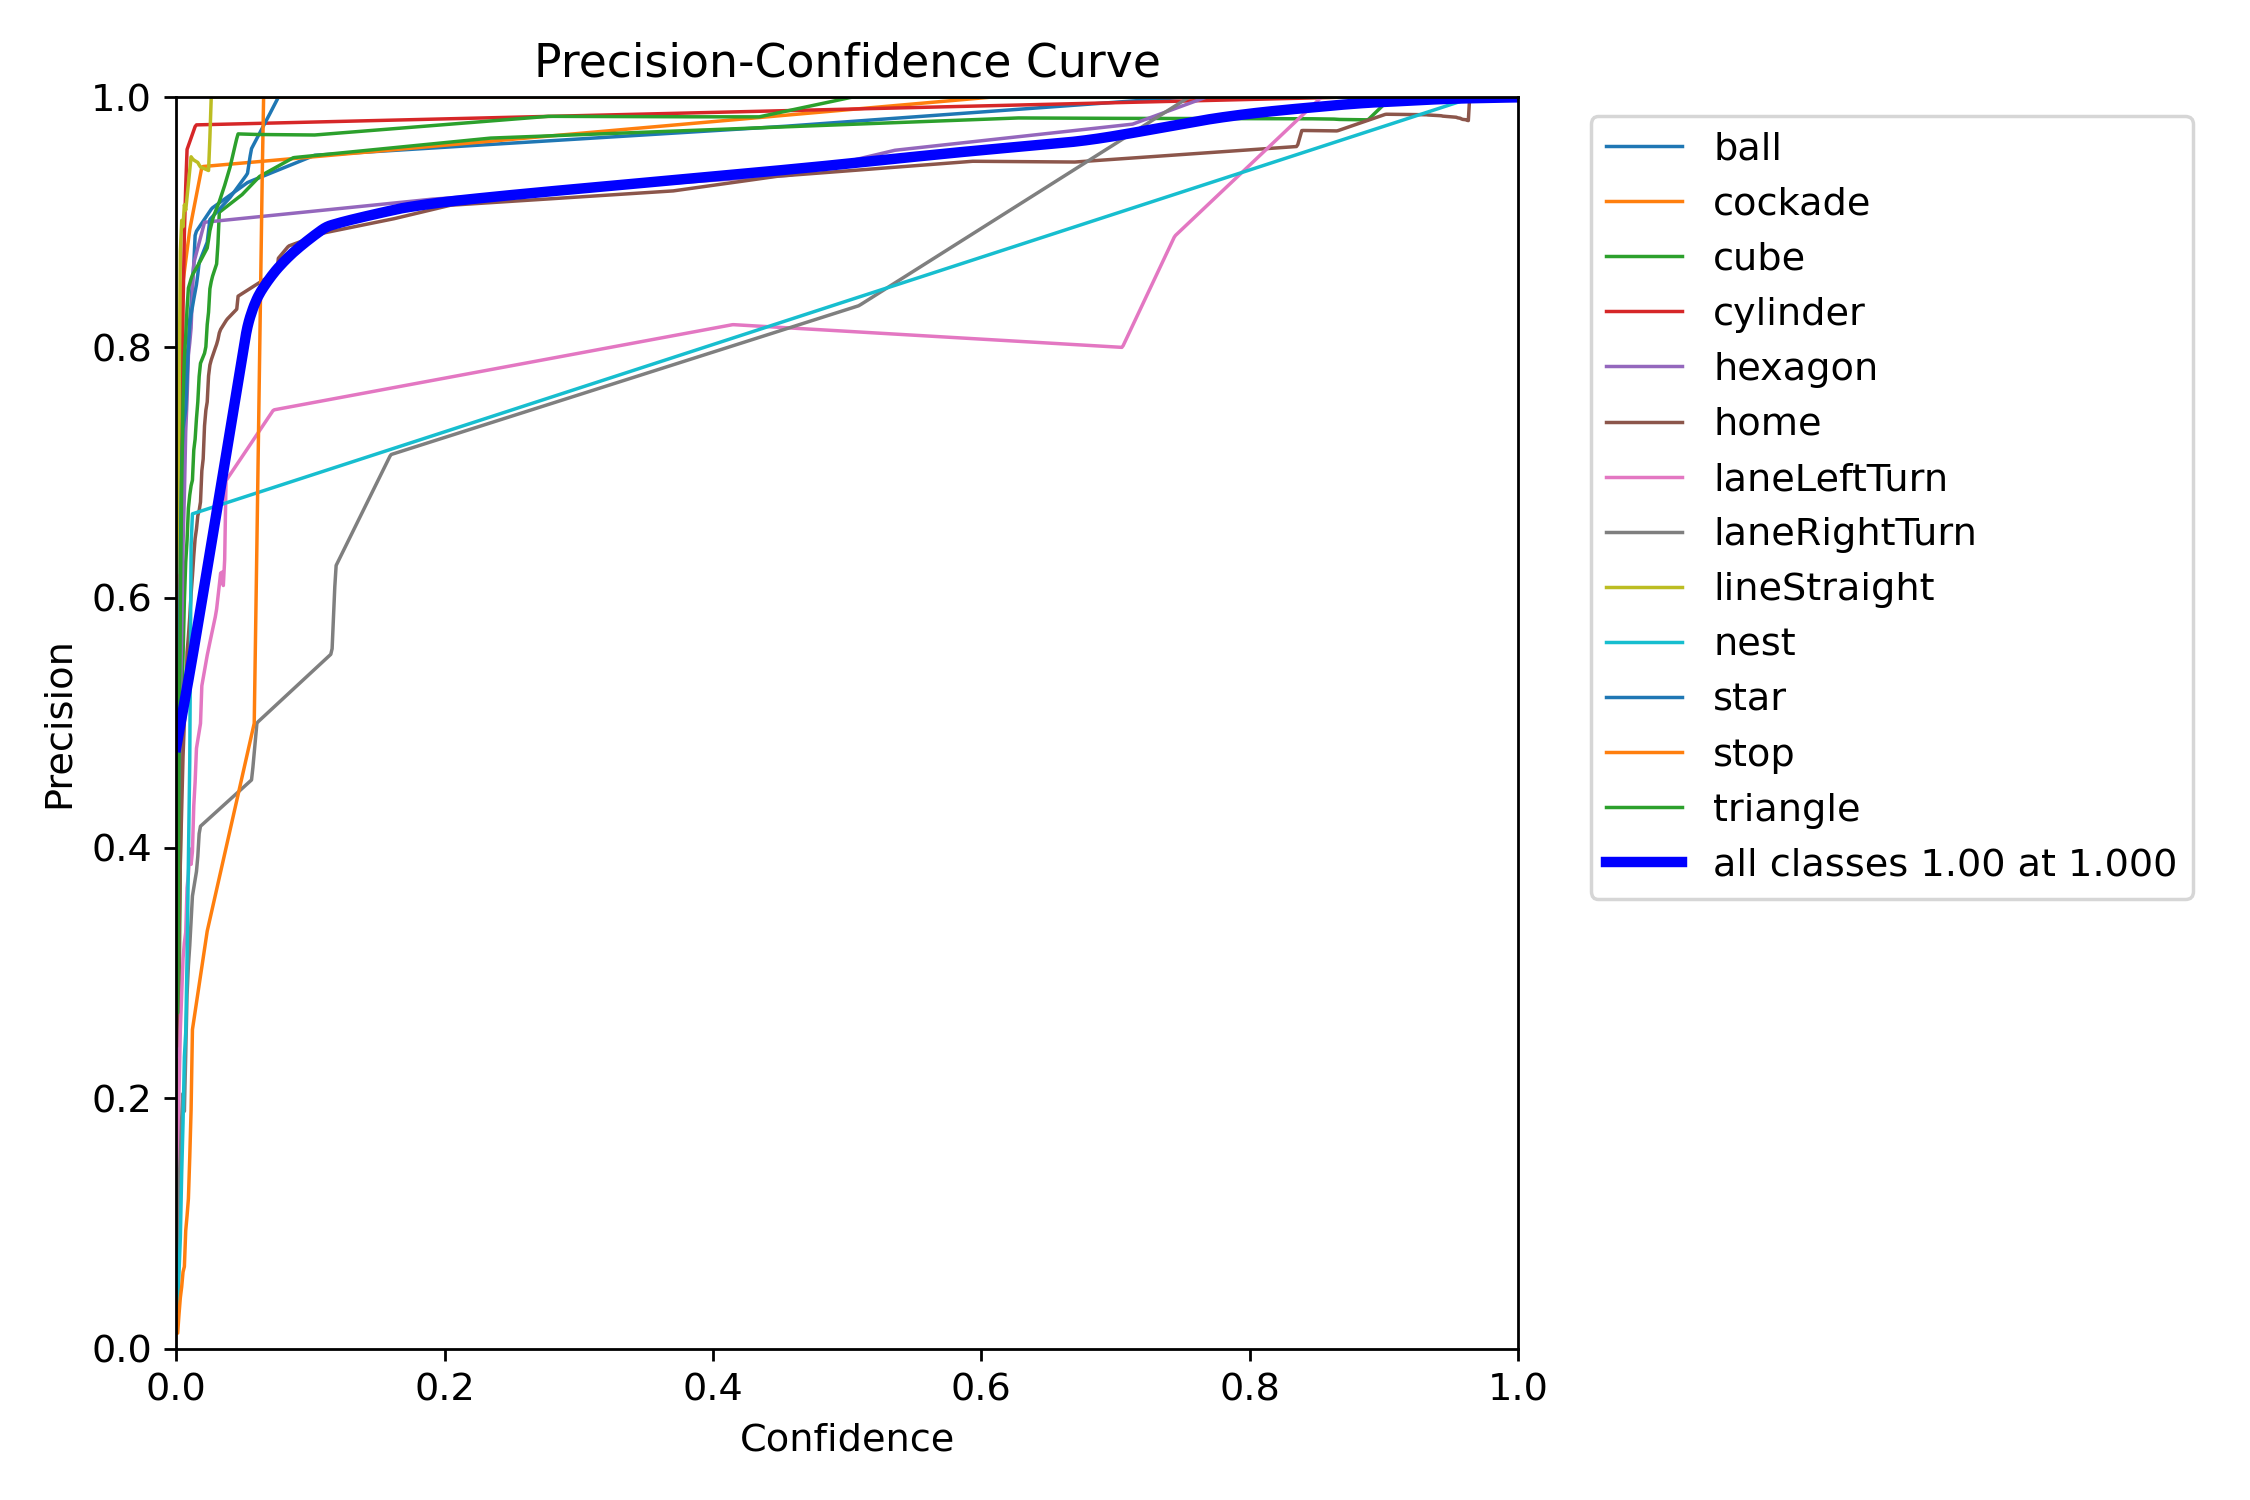 Precision-Confidence Curve
1.0
0.8
0.6
0.4
0.2
0.0
Precision
0.0 0.2 0.4 0.6 0.8 1.0
Confidence
ball
cockade
cube
cylinder
hexagon
home
laneLeftTurn
laneRightTurn
lineStraight
nest
star
stop
triangle
all classes 1.00 at 1.000